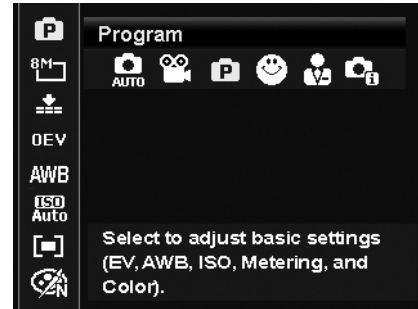 P
Program
8M
AUTO
P
i
0EV
AWB
ISO
Auto
N
Select to adjust basic settings
(EV, AWB, ISO, Metering, and
Color).